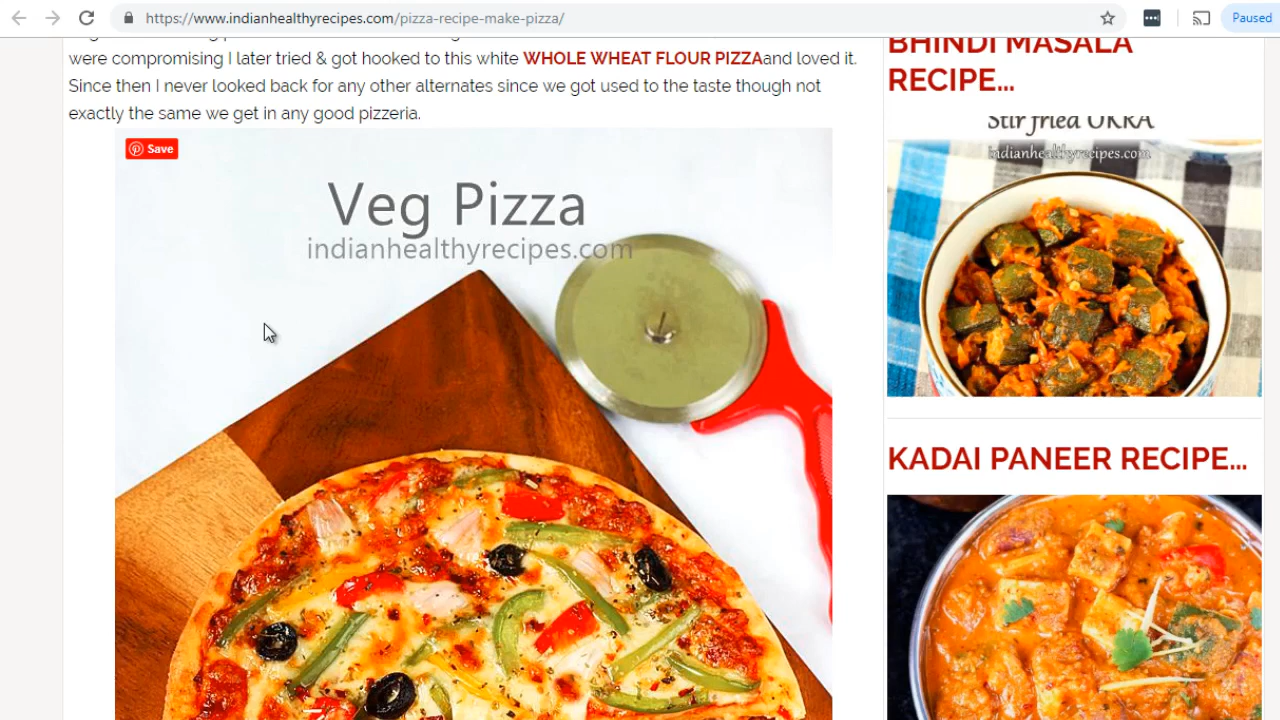 https://www.indianhealthyrecipes.com/pizza-recipe-make-pizza/
Paused
were compromising I later tried & got hooked to this white WHOLE WHEAT FLOUR PIZZAand loved it.
Since then I never looked back for any other alternates since we got used to the taste though not
exactly the same we get in any good pizzeria.
Save
Veg Pizza
indianhealthyrecipes.com
BHINDI MASALA
RECIPE...
Stir fried OKRA
indianhealthyrecipes.com
KADAI PANEER RECIPE...